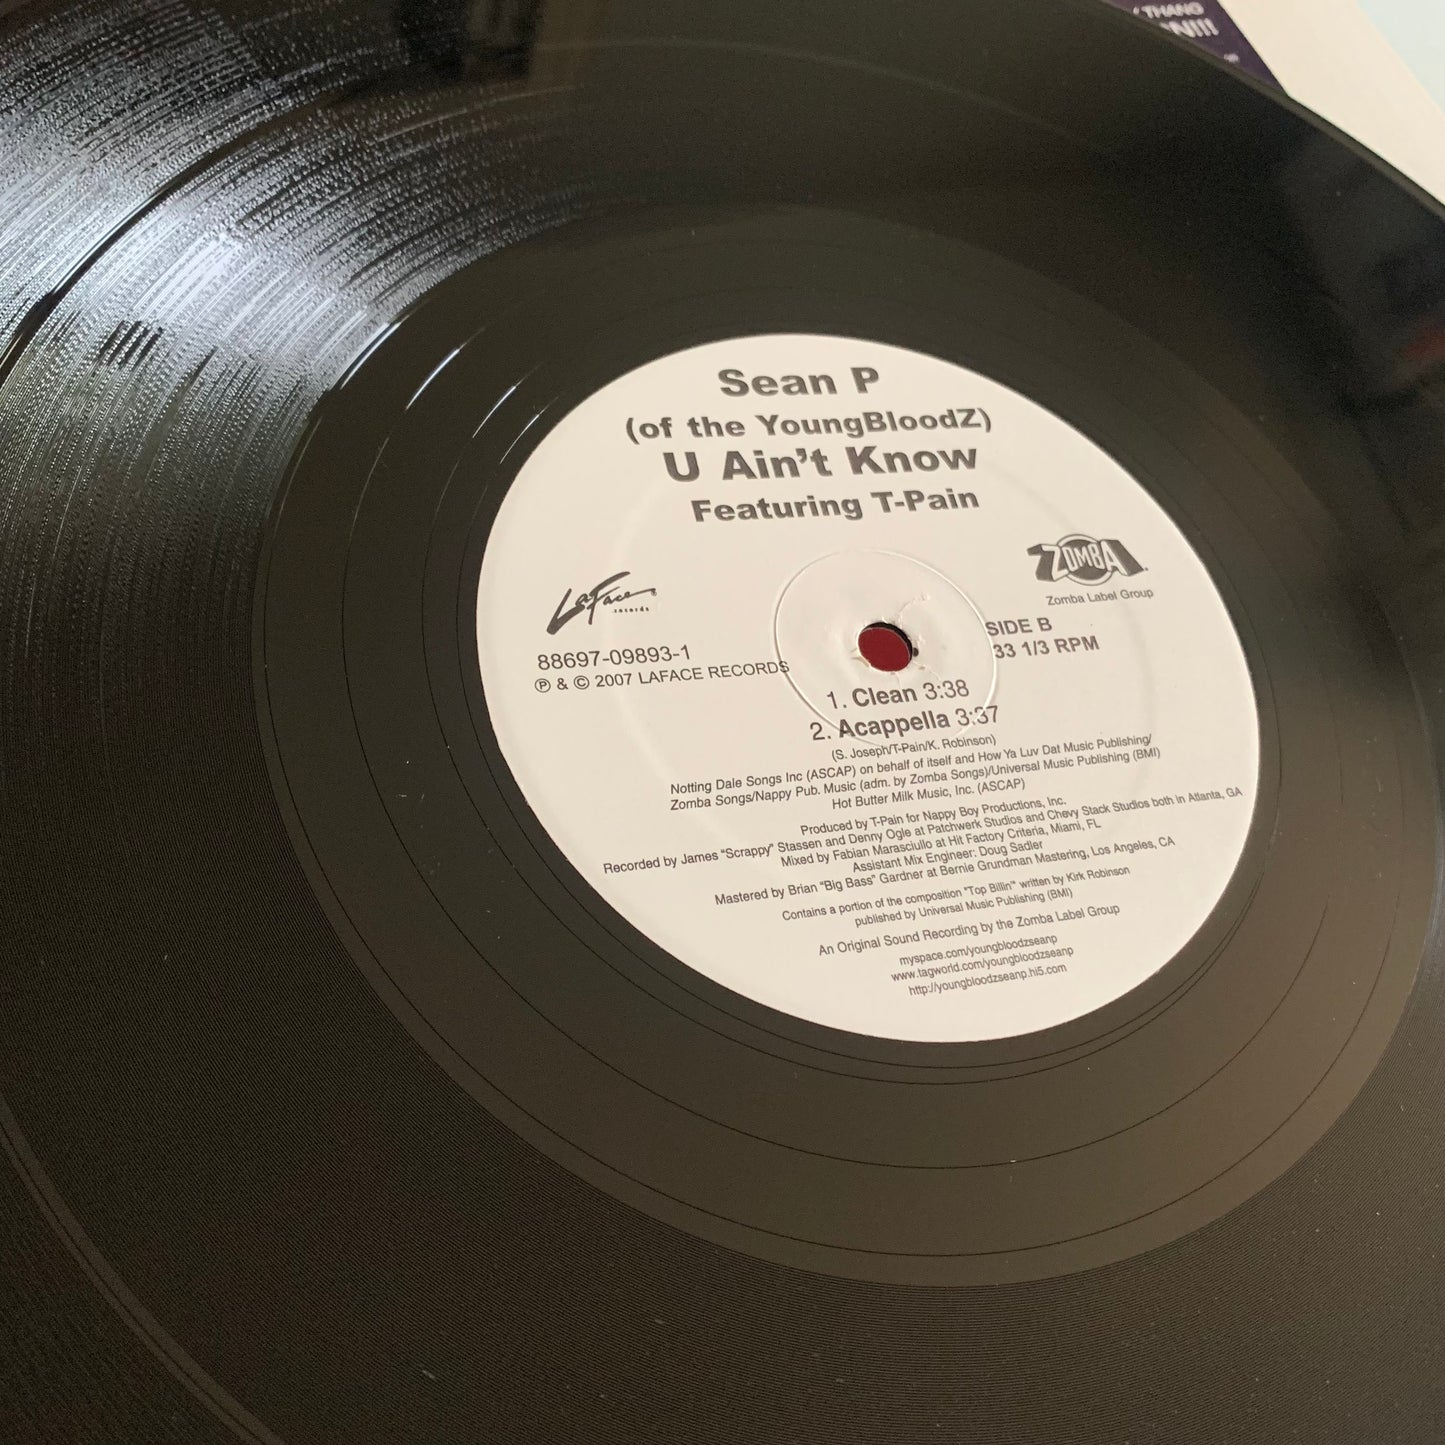 THANG
Sean P
(of the YoungBloodZ)
U Ain't Know
Featuring T-Pain
LaFace
records
ZOMBA
Zomba Label Group
88697-09893-1
℗ & © 2007 LAFACE RECORDS
SIDE B
33 1/3 RPM
1. Clean 3:38
2. Acappella 3:37
(S. Joseph/T-Pain/K. Robinson)
Notting Dale Songs Inc (ASCAP) on behalf of itself and How Ya Luv Dat Music Publishing/
Zomba Songs/Nappy Pub. Music (adm. by Zomba Songs)/Universal Music Publishing (BMI)
Hot Butter Milk Music, Inc. (ASCAP)
Produced by T-Pain for Nappy Boy Productions, Inc.
Recorded by James "Scrappy" Stassen and Denny Ogle at Patchwerk Studios and Chevy Stack Studios both in Atlanta, GA
Mixed by Fabian Marasciullo at Hit Factory Criteria, Miami, FL
Assistant Mix Engineer: Doug Sadler
Mastered by Brian "Big Bass" Gardner at Bernie Grundman Mastering, Los Angeles, CA
Contains a portion of the composition "Top Billin'" written by Kirk Robinson
published by Universal Music Publishing (BMI)
An Original Sound Recording by the Zomba Label Group
myspace.com/youngbloodzseanp
www.tagworld.com/youngbloodzseanp
http://youngbloodzseanp.hi5.com